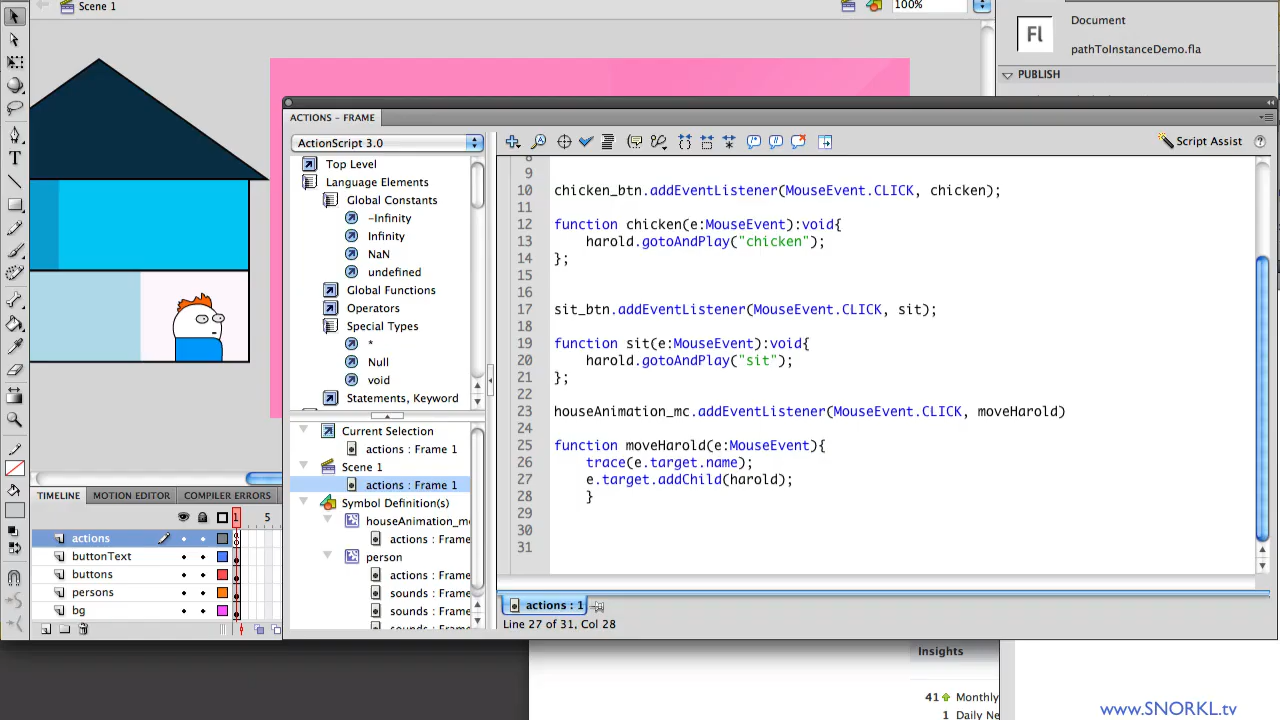 Scene 1
100%
Document
Fl
pathToInstanceDemo.fla
PUBLISH
ACTIONS – FRAME
ActionScript 3.0
Script Assist
Top Level
Language Elements
Global Constants
–Infinity
Infinity
NaN
undefined
Global Functions
Operators
Special Types
*
Null
void
Statements, Keyword
Current Selection
actions : Frame 1
Scene 1
actions : Frame 1
Symbol Definition(s)
houseAnimation_m
actions : Frame
person
actions : Frame
sounds : Frame
sounds : Frame
8
9
10 chicken_btn.addEventListener(MouseEvent.CLICK, chicken);
11
12 function chicken(e:MouseEvent):void{
13 harold.gotoAndPlay("chicken");
14 };
15
16
17 sit_btn.addEventListener(MouseEvent.CLICK, sit);
18
19 function sit(e:MouseEvent):void{
20 harold.gotoAndPlay("sit");
21 };
22
23 houseAnimation_mc.addEventListener(MouseEvent.CLICK, moveHarold)
24
25 function moveHarold(e:MouseEvent){
26 trace(e.target.name);
27 e.target.addChild(harold);
28 }
29
30
31
actions : 1
Line 27 of 31, Col 28
TIMELINE
MOTION EDITOR
COMPILER ERRORS
1 5
actions
buttonText
buttons
persons
bg
Insights
41 Monthly
1 Daily Ne
www.SNORKL.tv